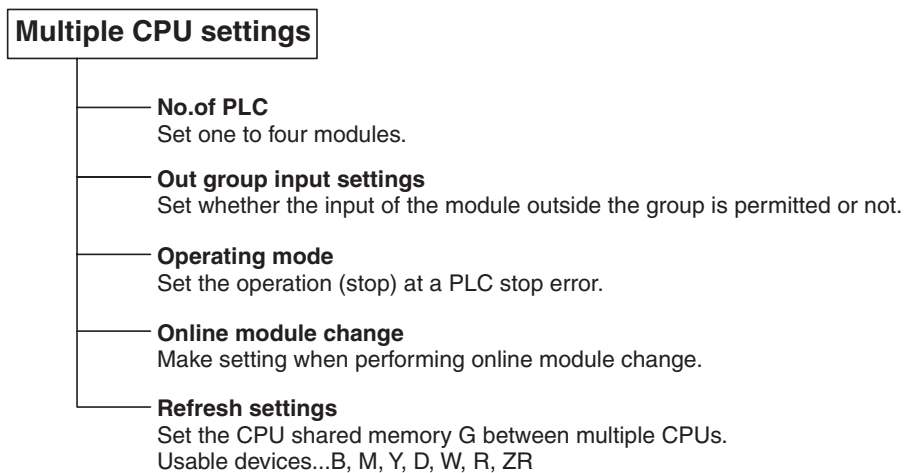 Multiple CPU settings
No.of PLC
Set one to four modules.
Out group input settings
Set whether the input of the module outside the group is permitted or not.
Operating mode
Set the operation (stop) at a PLC stop error.
Online module change
Make setting when performing online module change.
Refresh settings
Set the CPU shared memory G between multiple CPUs.
Usable devices...B, M, Y, D, W, R, ZR